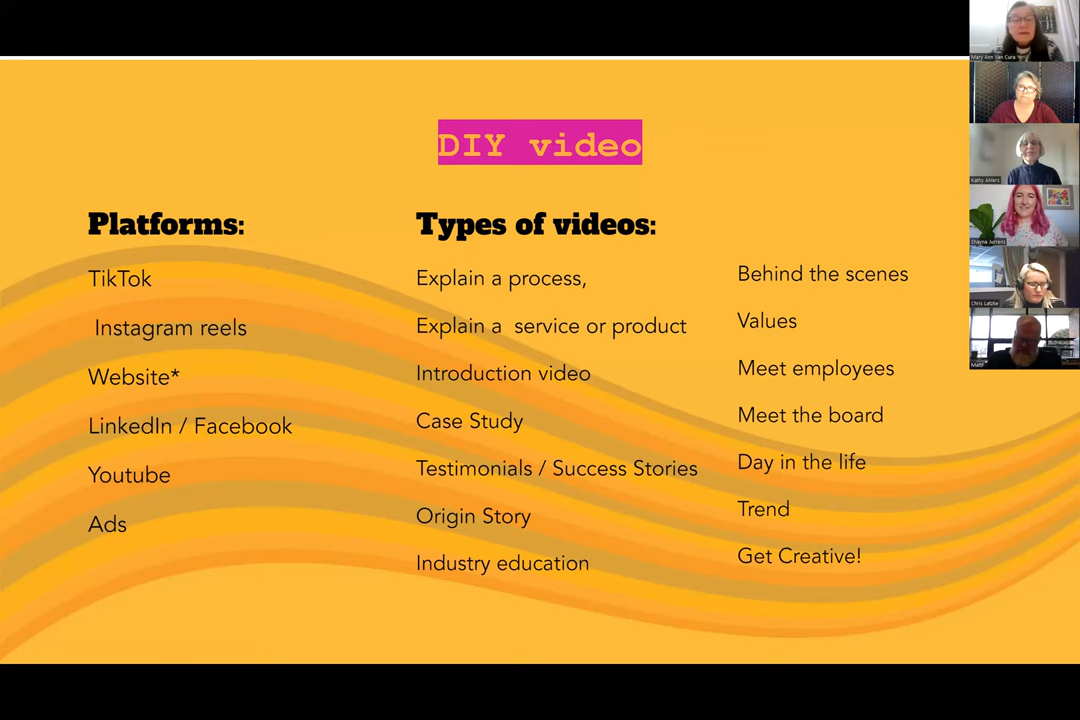 DIY video
Platforms:
TikTok
Instagram reels
Website*
LinkedIn / Facebook
Youtube
Ads
Types of videos:
Explain a process,
Explain a service or product
Introduction video
Case Study
Testimonials / Success Stories
Origin Story
Industry education
Behind the scenes
Values
Meet employees
Meet the board
Day in the life
Trend
Get Creative!
Mary Ann Van Cura
Kathy Ahlers
Shayna Jurrens
Chris Latzke